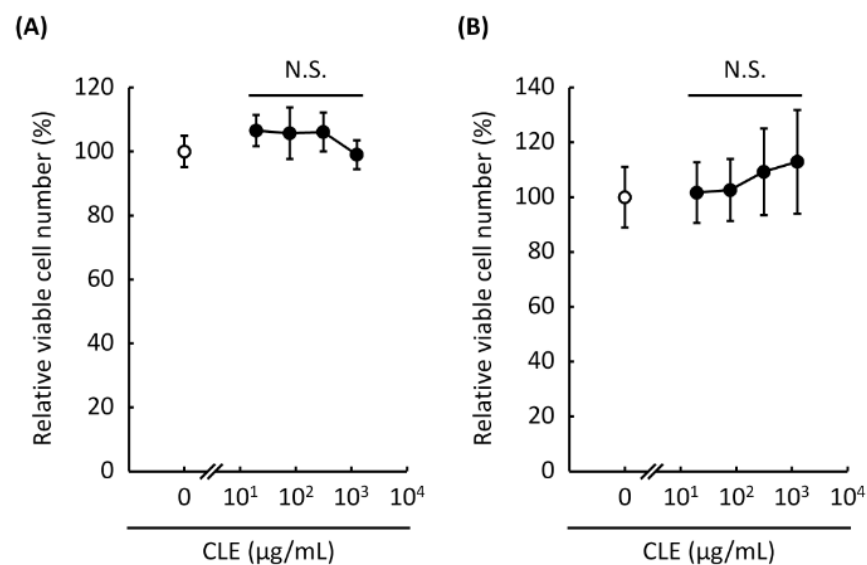 (A)
N.S.
Relative viable cell number (%)
120
100
80
60
40
20
0
0 10¹ 10² 10³ 10⁴
CLE (µg/mL)
(B)
N.S.
Relative viable cell number (%)
140
120
100
80
60
40
20
0
0 10¹ 10² 10³ 10⁴
CLE (µg/mL)